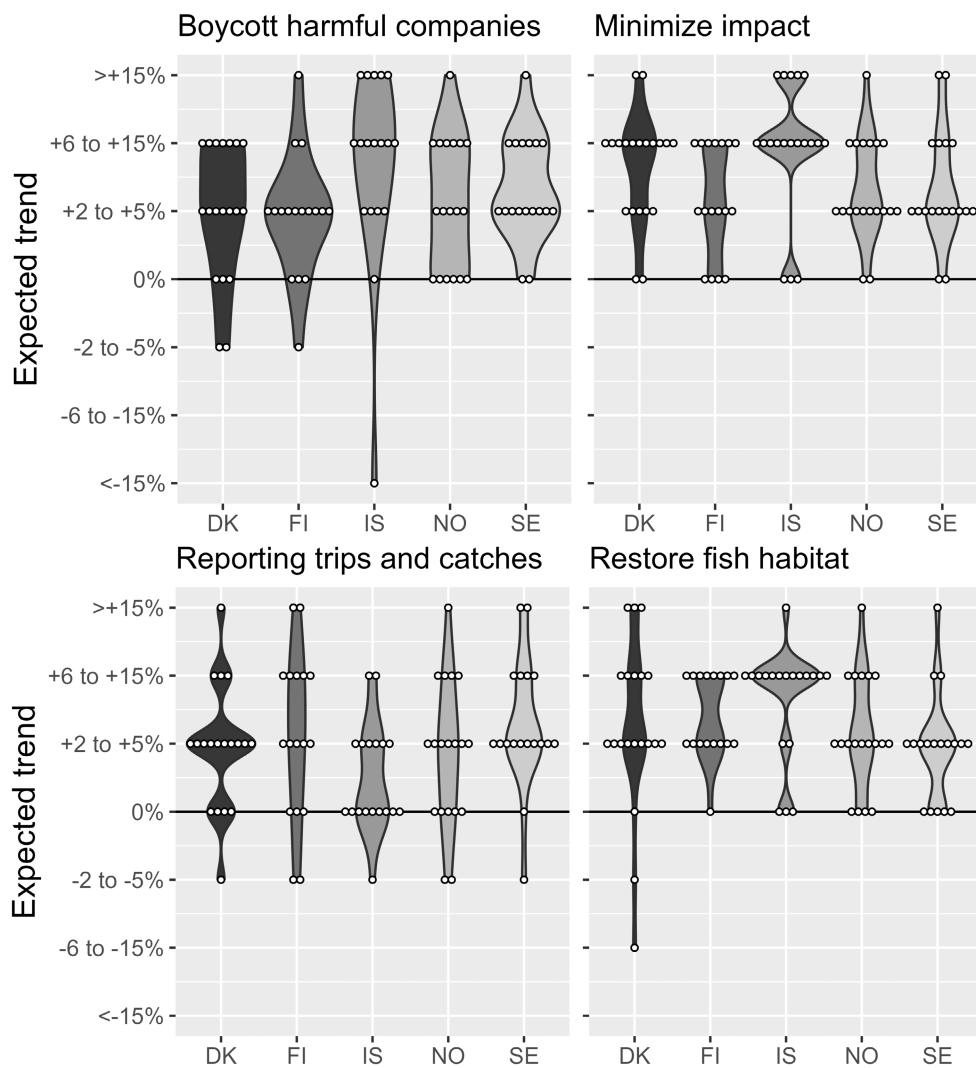 Boycott harmful companies
Minimize impact
Expected trend
>+15%
+6 to +15%
+2 to +5%
0%
-2 to -5%
-6 to -15%
<-15%
DK FI IS NO SE
DK FI IS NO SE
Reporting trips and catches
Restore fish habitat
Expected trend
>+15%
+6 to +15%
+2 to +5%
0%
-2 to -5%
-6 to -15%
<-15%
DK FI IS NO SE
DK FI IS NO SE